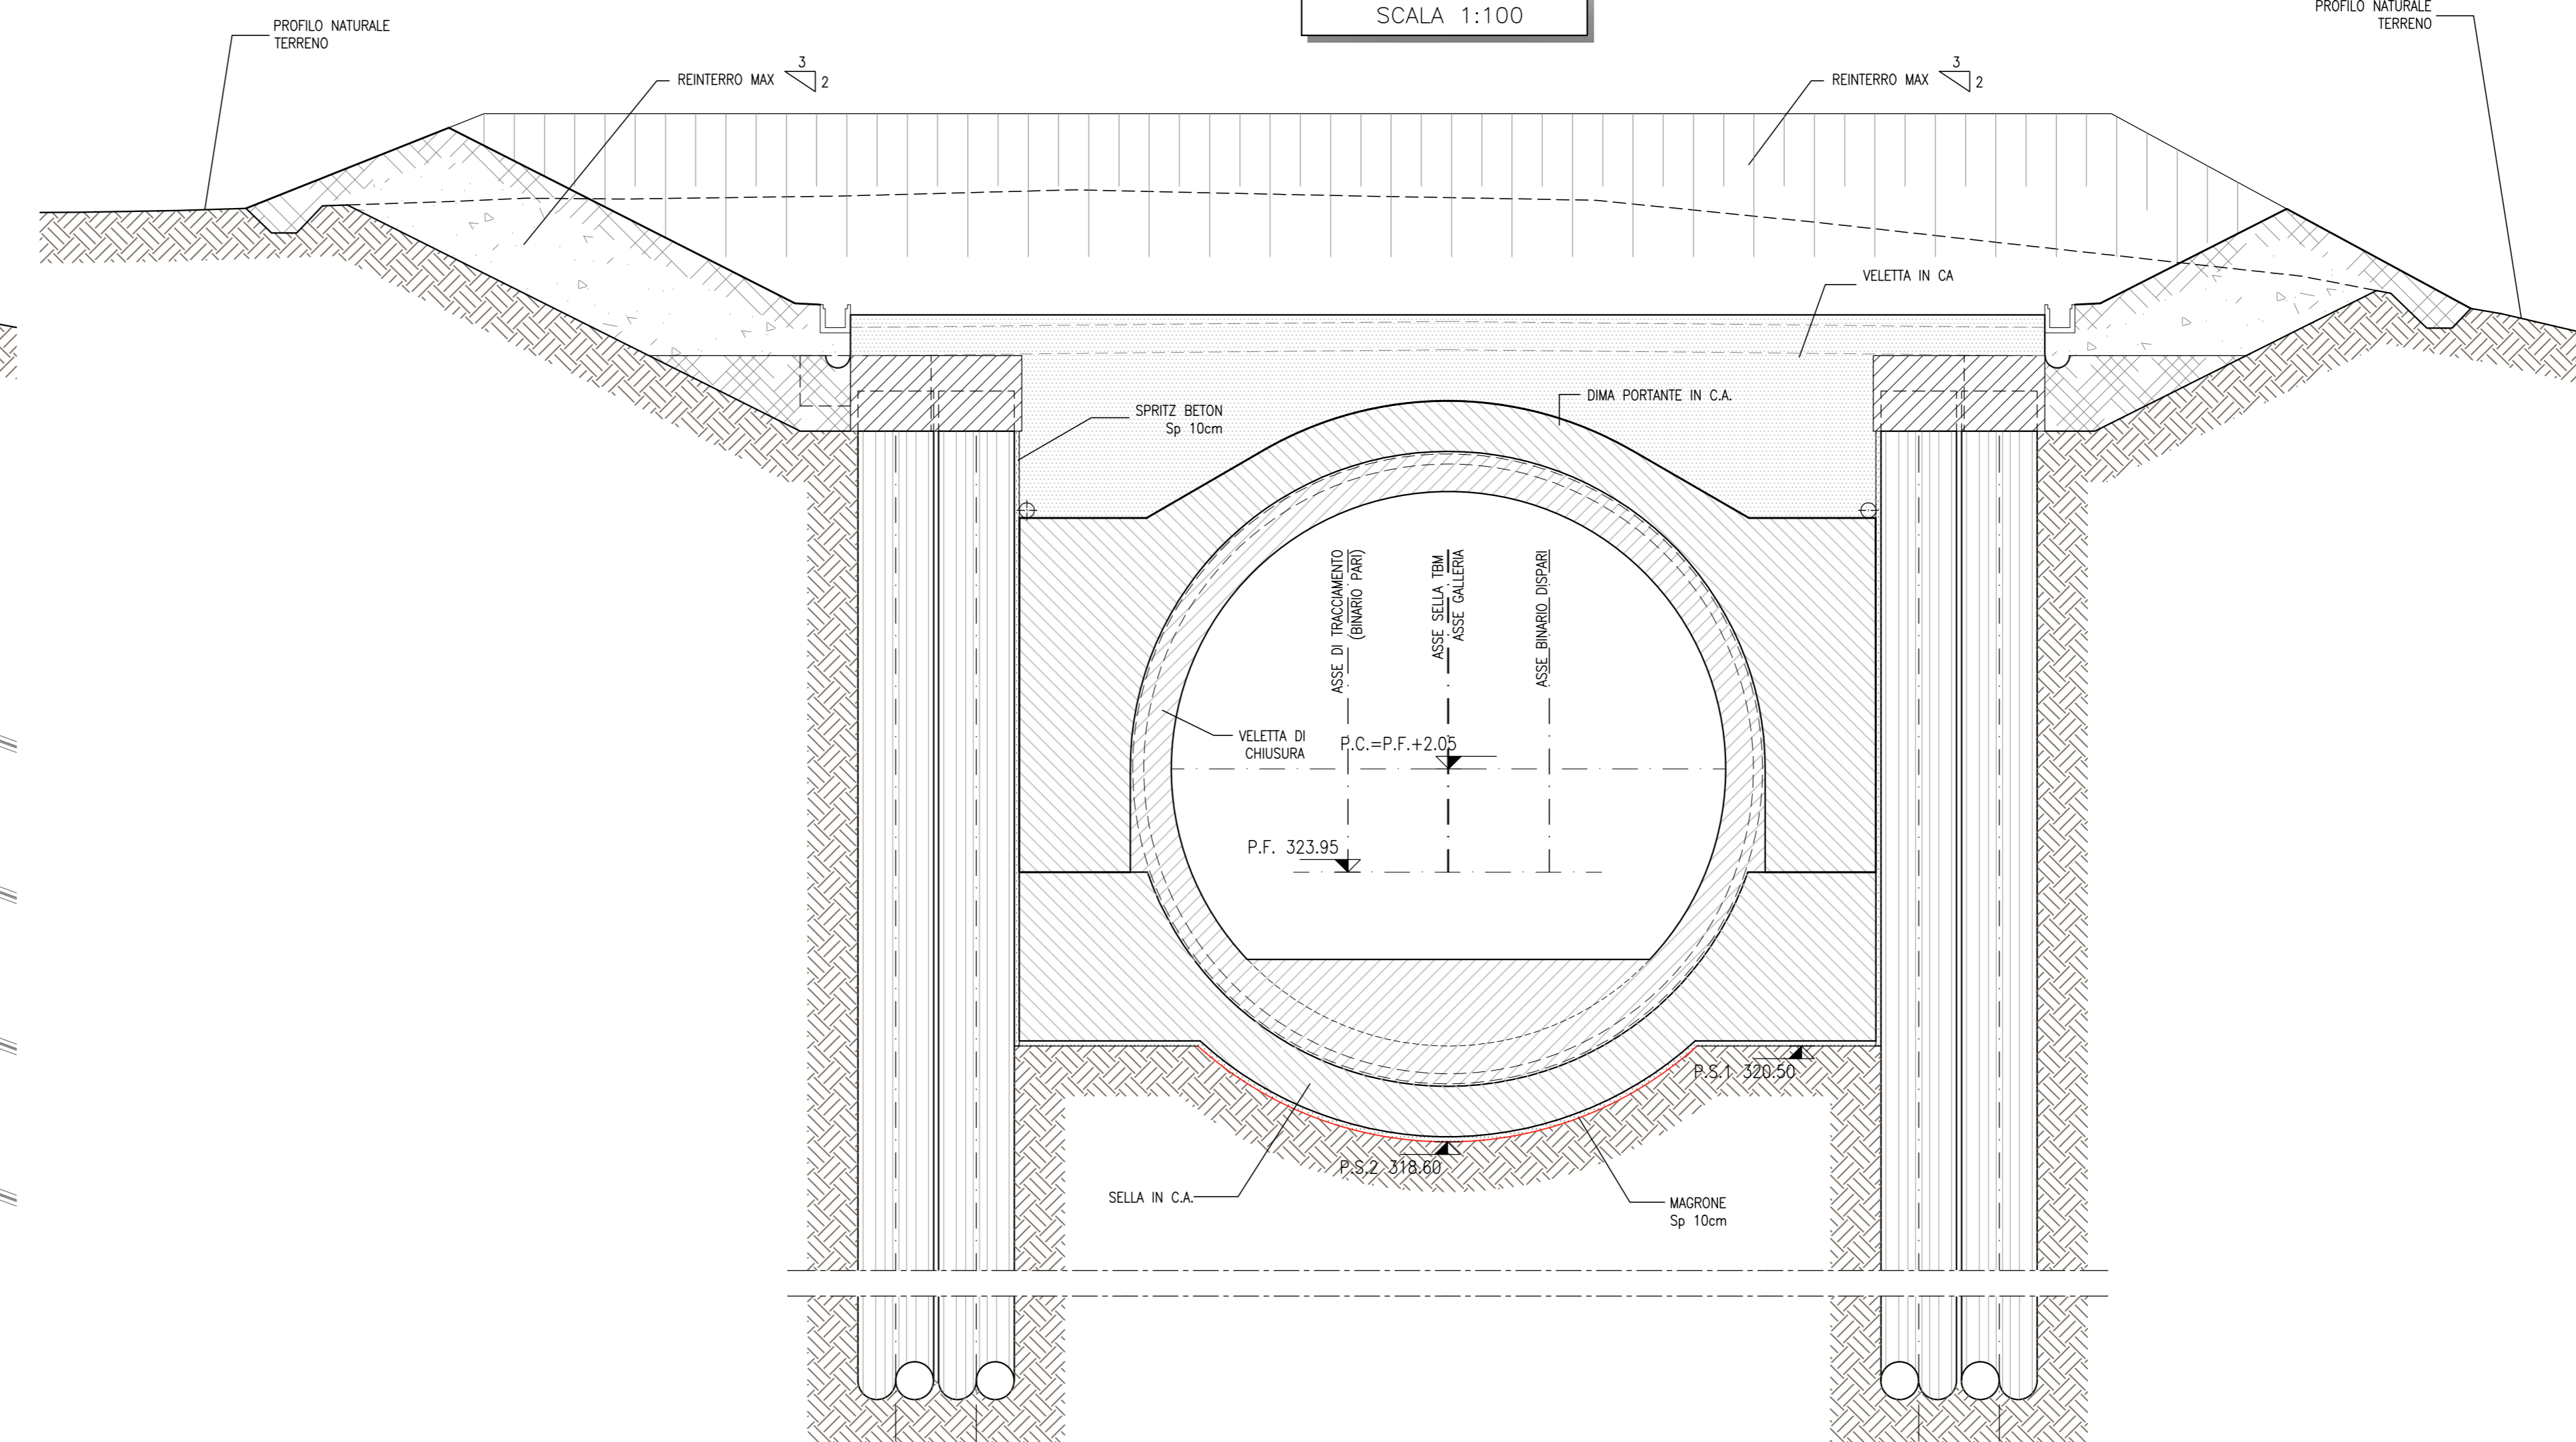 SCALA 1:100
PROFILO NATURALE
TERRENO
PROFILO NATURALE
TERRENO
REINTERRO MAX
3
2
REINTERRO MAX
3
2
VELETTA IN CA
SPRITZ BETON
Sp 10cm
DIMA PORTANTE IN C.A.
ASSE DI TRACCIAMENTO
(BINARIO PARI)
ASSE SELLA TBM
ASSE GALLERIA
ASSE BINARIO DISPARI
VELETTA DI
CHIUSURA
P.C.=P.F.+2.05
P.F. 323.95
P.S.1 320.50
P.S.2 318.60
SELLA IN C.A.
MAGRONE
Sp 10cm